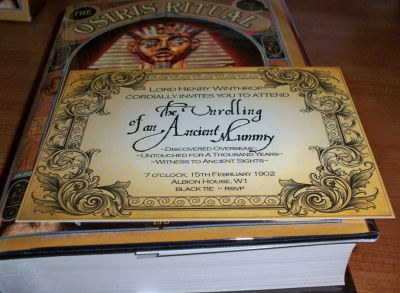 THE
OSIRIS RITUAL
LORD HENRY WINTHROP
CORDIALLY INVITES YOU TO ATTEND
The Unrolling
of an Ancient Mummy
~DISCOVERED OVERSEAS~
~UNTOUCHED FOR A THOUSAND YEARS~
~WITNESS TO ANCIENT SIGHTS~
7 O'CLOCK, 15TH FEBRUARY 1902
ALBION HOUSE, W1
BLACK TIE ~ RSVP